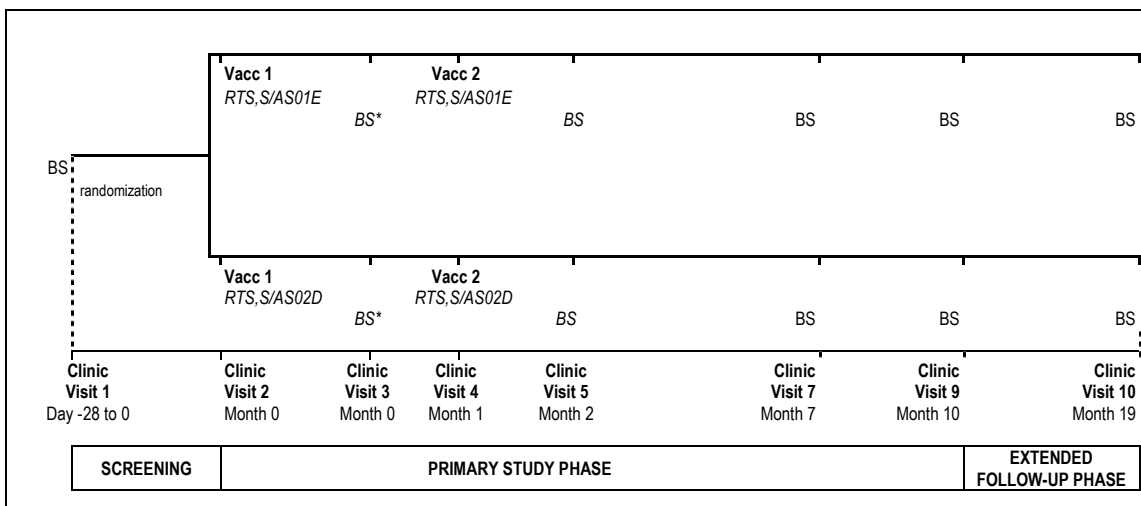 Vacc 1 Vacc 2
RTS,S/AS01E RTS,S/AS01E
BS* BS BS BS BS
BS
randomization
Vacc 1 Vacc 2
RTS,S/AS02D RTS,S/AS02D
BS* BS BS BS BS
Clinic Clinic Clinic Clinic Clinic Clinic Clinic Clinic
Visit 1 Visit 2 Visit 3 Visit 4 Visit 5 Visit 7 Visit 9 Visit 10
Day -28 to 0 Month 0 Month 0 Month 1 Month 2 Month 7 Month 10 Month 19
SCREENING PRIMARY STUDY PHASE EXTENDED
FOLLOW-UP PHASE